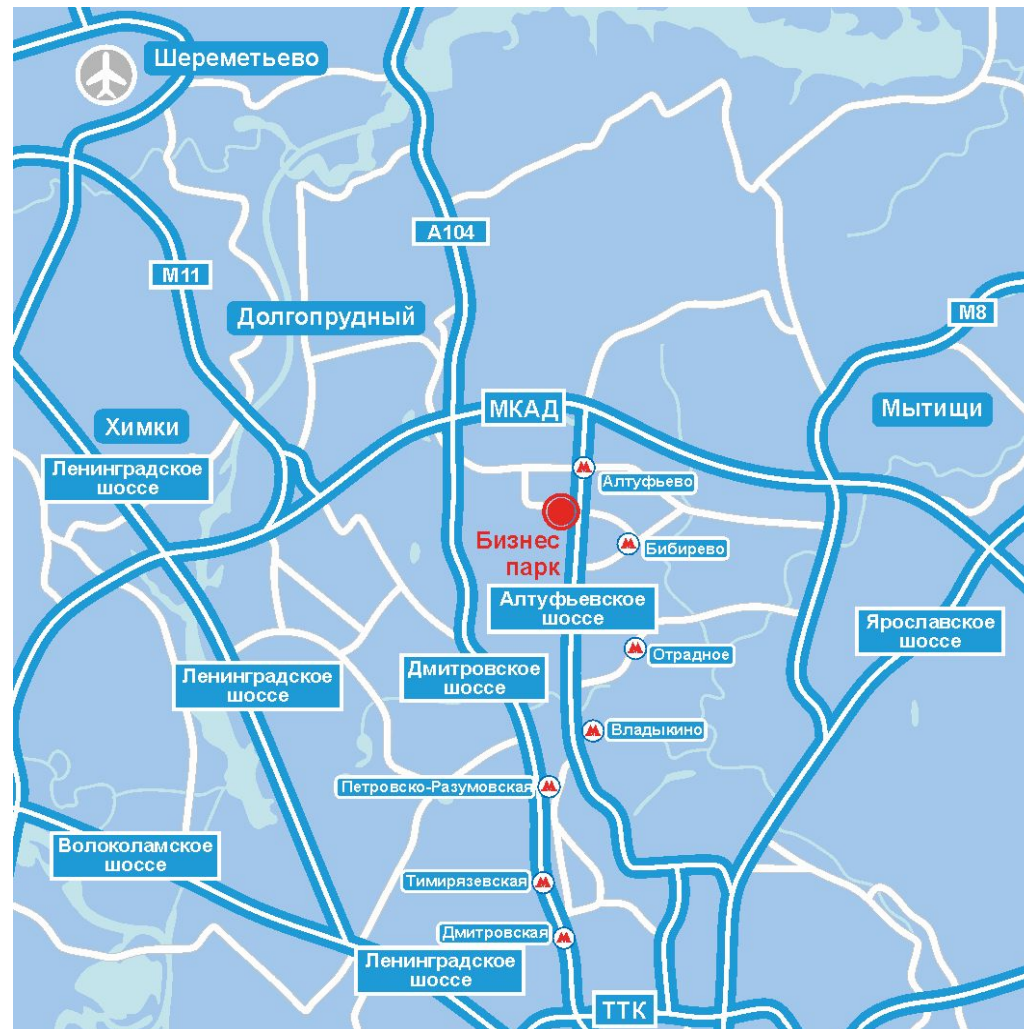 Шереметьево
А104
М11
М8
Долгопрудный
МКАД
Мытищи
Химки
Ленинградское
шоссе
Алтуфьево
Бизнес
парк
Бибирево
Алтуфьевское
шоссе
Ярославское
шоссе
Отрадное
Дмитровское
шоссе
Ленинградское
шоссе
Владыкино
Петровско-Разумовская
Волоколамское
шоссе
Тимирязевская
Дмитровская
Ленинградское
шоссе
ТТК